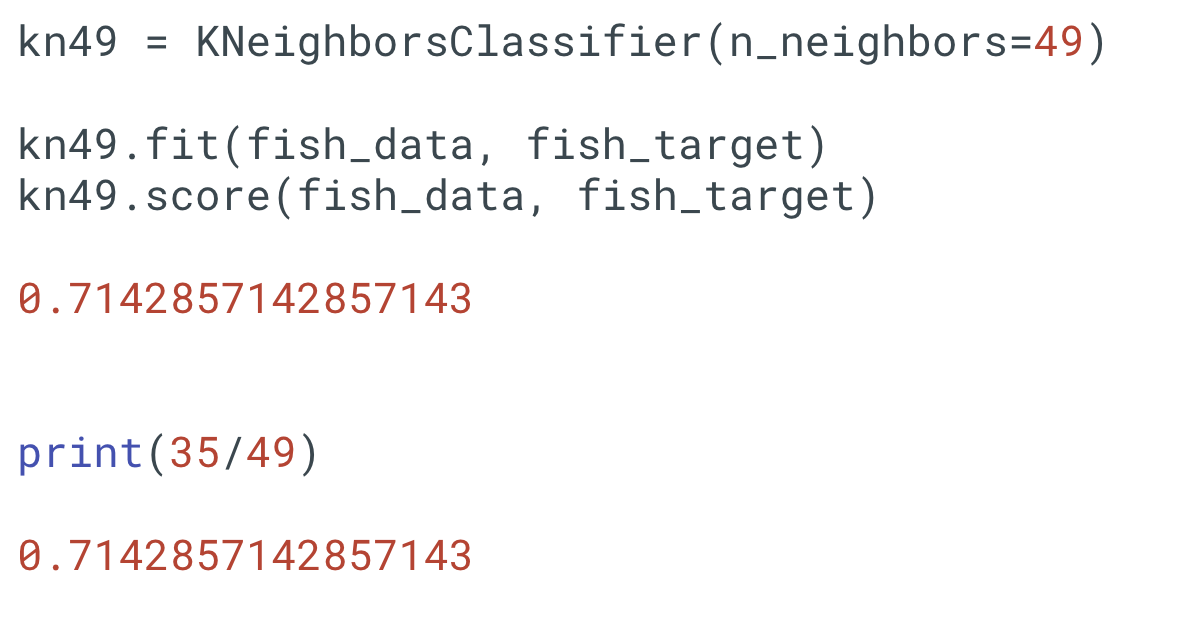 kn49 = KNeighborsClassifier(n_neighbors=49)
kn49.fit(fish_data, fish_target)
kn49.score(fish_data, fish_target)
0.7142857142857143
print(35/49)
0.7142857142857143